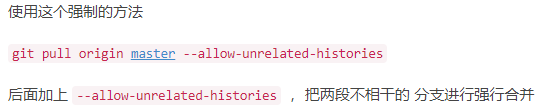 使用这个强制的方法
git pull origin master --allow-unrelated-histories
后面加上 --allow-unrelated-histories ，把两段不相干的 分支进行强行合并